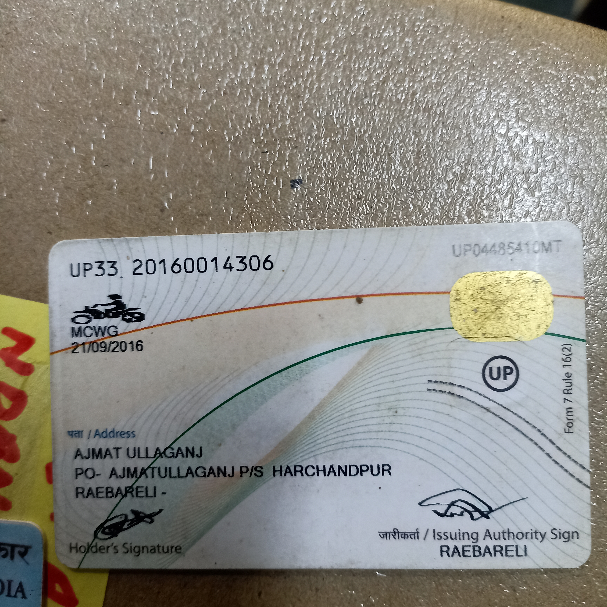 UP33 20160014306
UP04485410MT
MCWG
21/09/2016
UP
Form 7 Rule 16(2)
पता / Address
AJMAT ULLAGANJ
PO- AJMATULLAGANJ P/S HARCHANDPUR
RAEBARELI -
Holder's Signature
जारीकर्ता / Issuing Authority Sign
RAEBARELI